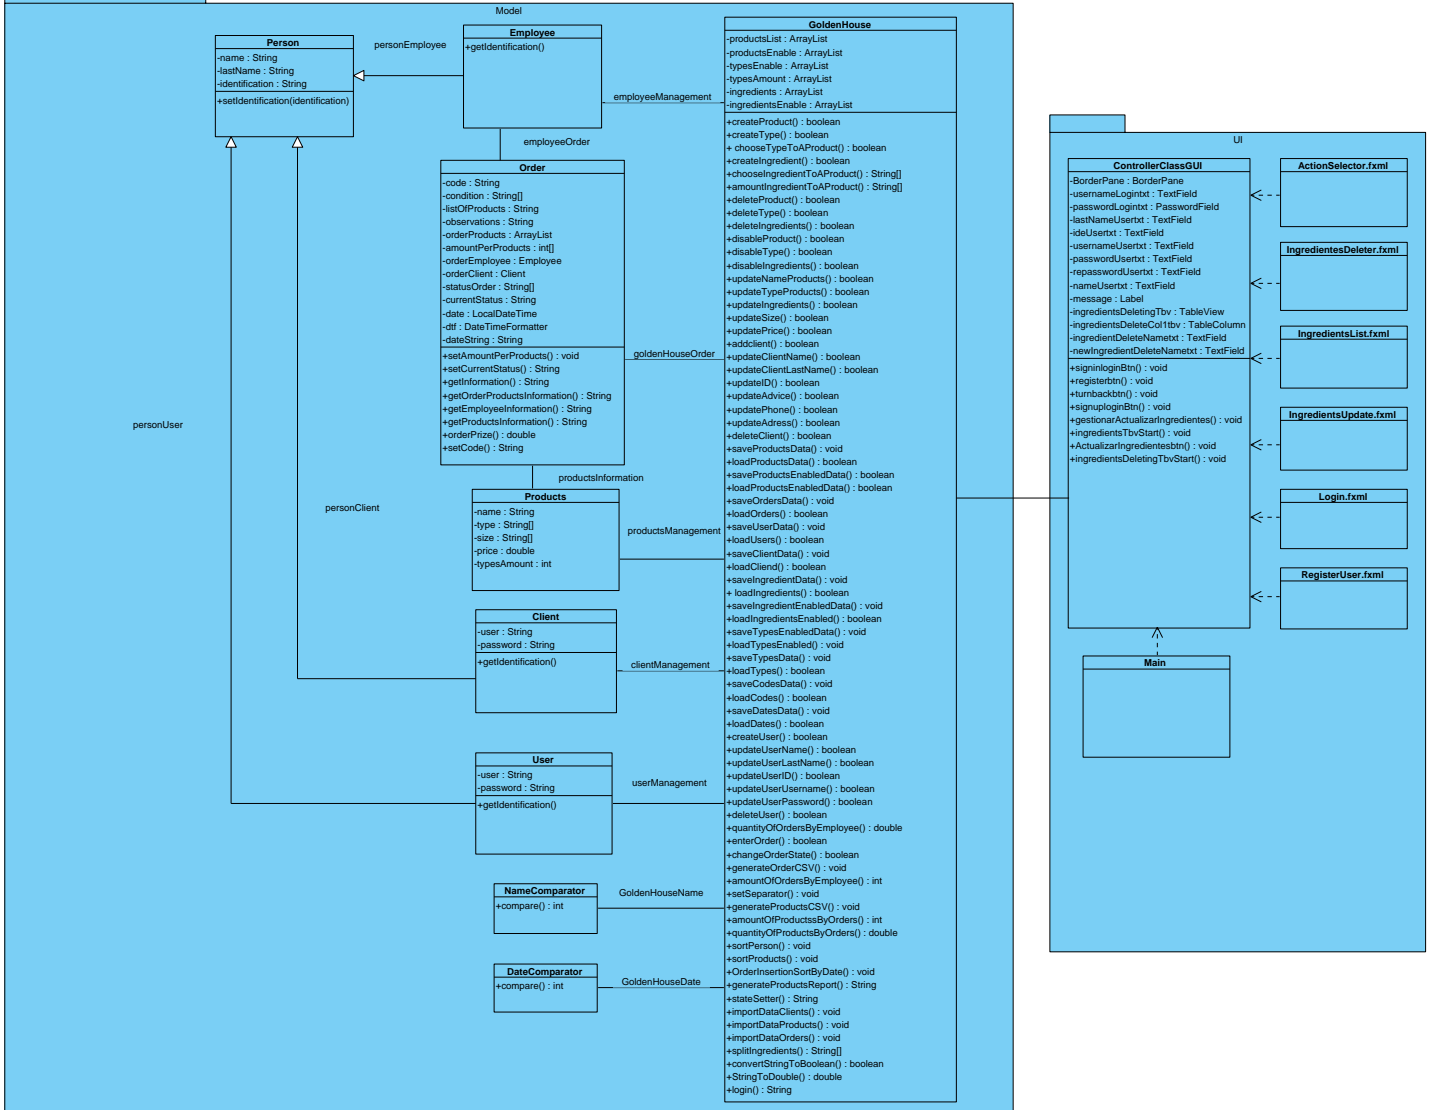 Model
Person
-name : String
-lastName : String
-identification : String
+setIdentification(identification)
personEmployee
Employee
+getIdentification()
employeeManagement
employeeOrder
Order
-code : String
-condition : String[]
-listOfProducts : String
-observations : String
-orderProducts : ArrayList
-amountPerProducts : int[]
-orderEmployee : Employee
-orderClient : Client
-statusOrder : String[]
-currentStatus : String
-date : LocalDateTime
-dtf : DateTimeFormatter
-dateString : String
+setAmountPerProducts() : void
+setCurrentStatus() : String
+getInformation() : String
+getOrderProductsInformation() : String
+getEmployeeInformation() : String
+getProductsInformation() : String
+orderPrize() : double
+setCode() : String
goldenHouseOrder
personUser
personClient
productsInformation
Products
-name : String
-type : String[]
-size : String[]
-price : double
-typesAmount : int
productsManagement
Client
-user : String
-password : String
+getIdentification()
clientManagement
User
-user : String
-password : String
+getIdentification()
userManagement
NameComparator
+compare() : int
GoldenHouseName
DateComparator
+compare() : int
GoldenHouseDate
GoldenHouse
-productsList : ArrayList
-productsEnable : ArrayList
-typesEnable : ArrayList
-typesAmount : ArrayList
-ingredients : ArrayList
-ingredientsEnable : ArrayList
+createProduct() : boolean
+createType() : boolean
+ chooseTypeToAProduct() : boolean
+createIngredient() : boolean
+chooseIngredientToAProduct() : String[]
+amountIngredientToAProduct() : String[]
+deleteProduct() : boolean
+deleteType() : boolean
+deleteIngredients() : boolean
+disableProduct() : boolean
+disableType() : boolean
+disableIngredients() : boolean
+updateNameProducts() : boolean
+updateTypeProducts() : boolean
+updateIngredients() : boolean
+updateSize() : boolean
+updatePrice() : boolean
+addclient() : boolean
+updateClientName() : boolean
+updateClientLastName() : boolean
+updateID() : boolean
+updateAdvice() : boolean
+updatePhone() : boolean
+updateAdress() : boolean
+deleteClient() : boolean
+saveProductsData() : void
+loadProductsData() : boolean
+saveProductsEnabledData() : boolean
+loadProductsEnabledData() : boolean
+saveOrdersData() : void
+loadOrders() : boolean
+saveUserData() : void
+loadUsers() : boolean
+saveClientData() : void
+loadCliend() : boolean
+saveIngredientData() : void
+ loadIngredients() : boolean
+saveIngredientEnabledData() : void
+loadIngredientsEnabled() : boolean
+saveTypesEnabledData() : void
+loadTypesEnabled() : void
+saveTypesData() : void
+loadTypes() : boolean
+saveCodesData() : void
+loadCodes() : boolean
+saveDatesData() : void
+loadDates() : boolean
+createUser() : boolean
+updateUserName() : boolean
+updateUserLastName() : boolean
+updateUserID() : boolean
+updateUserUsername() : boolean
+updateUserPassword() : boolean
+deleteUser() : boolean
+quantityOfOrdersByEmployee() : double
+enterOrder() : boolean
+changeOrderState() : boolean
+generateOrderCSV() : void
+amountOfOrdersByEmployee() : int
+setSeparator() : void
+generateProductsCSV() : void
+amountOfProductssByOrders() : int
+quantityOfProductsByOrders() : double
+sortPerson() : void
+sortProducts() : void
+OrderInsertionSortByDate() : void
+generateProductsReport() : String
+stateSetter() : String
+importDataClients() : void
+importDataProducts() : void
+importDataOrders() : void
+splitIngredients() : String[]
+convertStringToBoolean() : boolean
+StringToDouble() : double
+login() : String
UI
ControllerClassGUI
-BorderPane : BorderPane
-usernameLogintxt : TextField
-passwordLogintxt : PasswordField
-lastNameUsertxt : TextField
-ideUsertxt : TextField
-usernameUsertxt : TextField
-passwordUsertxt : TextField
-repasswordUsertxt : TextField
-nameUsertxt : TextField
-message : Label
-ingredientsDeletingTbv : TableView
-ingredientsDeleteCol1tbv : TableColumn
-ingredientDeleteNametxt : TextField
-newIngredientDeleteNametxt : TextField
+signinloginBtn() : void
+registerbtn() : void
+turnbackbtn() : void
+signuploginBtn() : void
+gestionarActualizarIngredientes() : void
+ingredientsTbvStart() : void
+ActualizarIngredientesbtn() : void
+ingredientsDeletingTbvStart() : void
ActionSelector.fxml
IngredientesDeleter.fxml
IngredientsList.fxml
IngredientsUpdate.fxml
Login.fxml
RegisterUser.fxml
Main